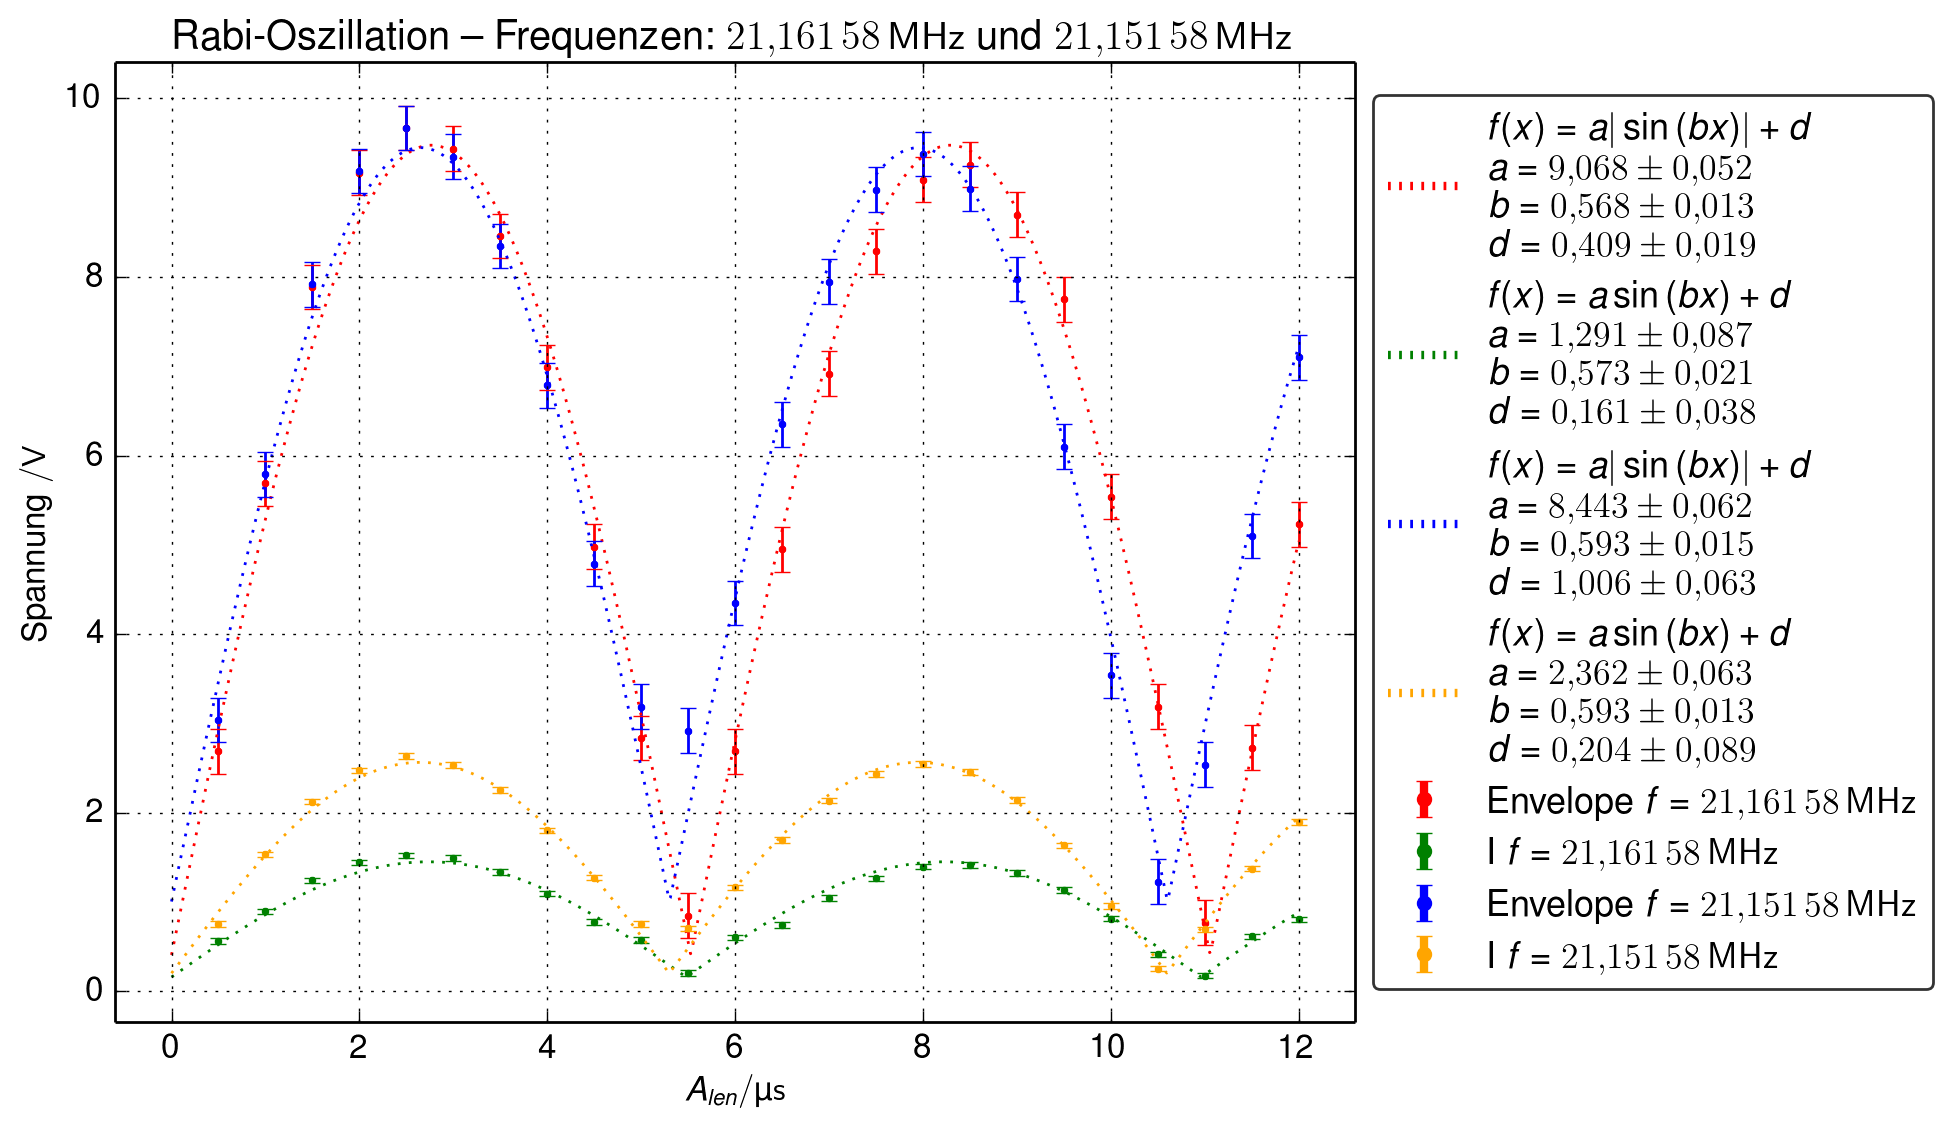 Rabi-Oszillation – Frequenzen: 21,161 58 MHz und 21,151 58 MHz
10
8
6
4
2
0
Spannung /V
0 2 4 6 8 10 12
A_len/µs
f(x) = a| sin (bx)| + d
a = 9,068 ± 0,052
b = 0,568 ± 0,013
d = 0,409 ± 0,019
f(x) = a sin (bx) + d
a = 1,291 ± 0,087
b = 0,573 ± 0,021
d = 0,161 ± 0,038
f(x) = a| sin (bx)| + d
a = 8,443 ± 0,062
b = 0,593 ± 0,015
d = 1,006 ± 0,063
f(x) = a sin (bx) + d
a = 2,362 ± 0,063
b = 0,593 ± 0,013
d = 0,204 ± 0,089
Envelope f = 21,161 58 MHz
I f = 21,161 58 MHz
Envelope f = 21,151 58 MHz
I f = 21,151 58 MHz